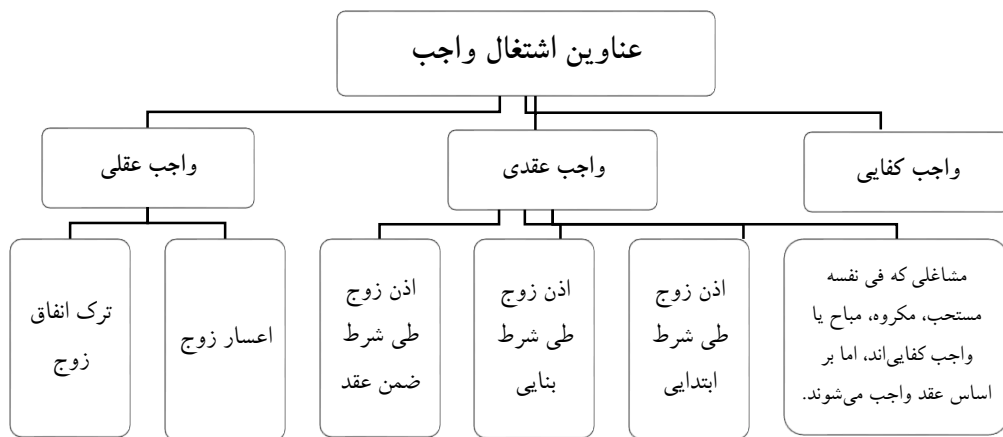 عناوین اشتغال واجب
واجب کفایی
واجب عقدی
واجب عقلی
مشاغلی که فی نفسه
مستحب، مکروه، مباح یا
واجب کفایی‌اند، اما بر
اساس عقد واجب می‌شوند.
اذن زوج
طی شرط
ابتدایی
اذن زوج
طی شرط
بنایی
اذن زوج
طی شرط
ضمن عقد
اعسار زوج
ترک انفاق
زوج